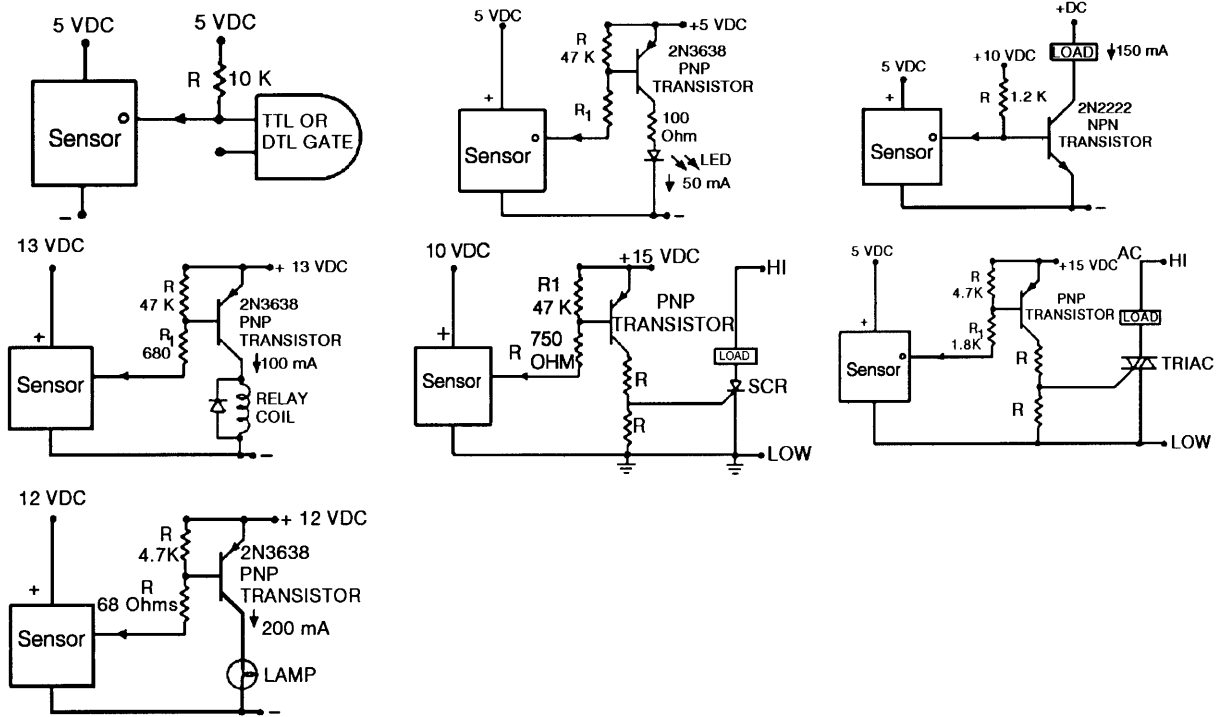 5 VDC
5 VDC
R
10 K
Sensor
TTL OR
DTL GATE
–
5 VDC
+5 VDC
R
47 K
2N3638
PNP
TRANSISTOR
+
R1
100
Ohm
Sensor
LED
50 mA
–
+DC
LOAD
150 mA
+10 VDC
5 VDC
+
R
1.2 K
2N2222
NPN
TRANSISTOR
Sensor
–
13 VDC
+ 13 VDC
R
47 K
2N3638
PNP
TRANSISTOR
+
R1
680
100 mA
Sensor
RELAY
COIL
–
10 VDC
+15 VDC
HI
R1
47 K
PNP
TRANSISTOR
+
750
OHM
R
LOAD
Sensor
R
SCR
R
LOW
5 VDC
+15 VDC
AC
HI
R
4.7K
PNP
TRANSISTOR
+
R1
1.8K
LOAD
Sensor
R
TRIAC
R
LOW
12 VDC
+ 12 VDC
R
4.7K
2N3638
PNP
TRANSISTOR
+
R
68 Ohms
200 mA
Sensor
LAMP
–